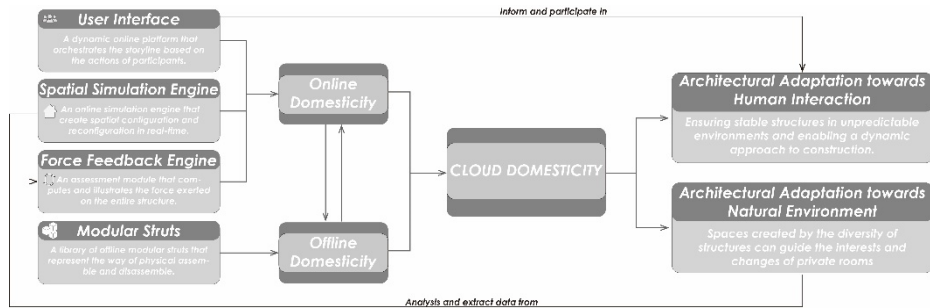 Inform and participate in
User Interface
A dynamic online platform that
orchestrates the storyline based on
the actions of participants.
Spatial Simulation Engine
An online simulation engine that
create spatial configuration and
reconfiguration in real-time.
Force Feedback Engine
An assessment module that com-
putes and illustrates the force exerted
on the entire structure.
Modular Struts
A library of offline modular struts that
represent the way of physical assem-
ble and disassemble.
Online
Domesticity
Offline
Domesticity
CLOUD DOMESTICITY
Architectural Adaptation towards
Human Interaction
Ensuring stable structures in unpredictable
environments and enabling a dynamic
approach to construction.
Architectural Adaptation towards
Natural Environment
Spaces created by the diversity of
structures can guide the interests and
changes of private rooms
Analysis and extract data from